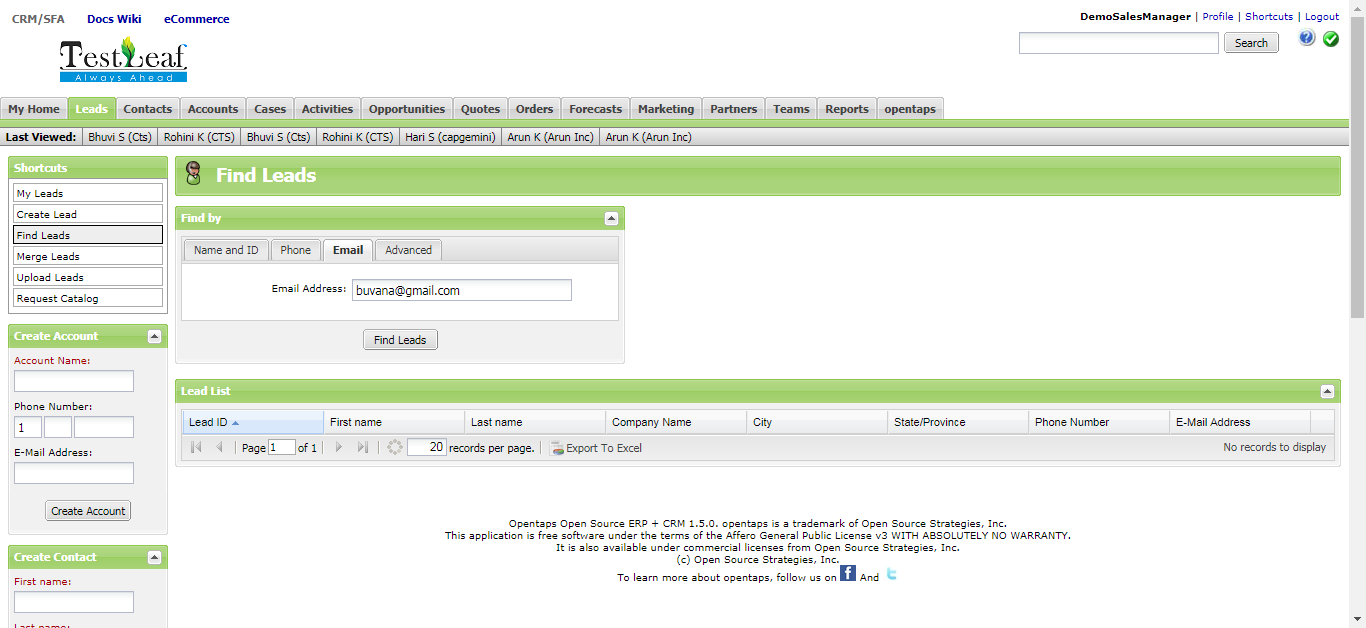 CRM/SFA Docs Wiki eCommerce
DemoSalesManager | Profile | Shortcuts | Logout
TestLeaf
Always Ahead
Search
My Home Leads Contacts Accounts Cases Activities Opportunities Quotes Orders Forecasts Marketing Partners Teams Reports opentaps
Last Viewed: Bhuvi S (Cts) Rohini K (CTS) Bhuvi S (Cts) Rohini K (CTS) Hari S (capgemini) Arun K (Arun Inc) Arun K (Arun Inc)
Shortcuts
My Leads
Create Lead
Find Leads
Merge Leads
Upload Leads
Request Catalog
Create Account
Account Name:
Phone Number:
1
E-Mail Address:
Create Account
Create Contact
First name:
Last name:
Find Leads
Find by
Name and ID Phone Email Advanced
Email Address: buvana@gmail.com
Find Leads
Lead List
Lead ID First name Last name Company Name City State/Province Phone Number E-Mail Address
Page 1 of 1 20 records per page. Export To Excel No records to display
Opentaps Open Source ERP + CRM 1.5.0. opentaps is a trademark of Open Source Strategies, Inc.
This application is free software under the terms of the Affero General Public License v3 WITH ABSOLUTELY NO WARRANTY.
It is also available under commercial licenses from Open Source Strategies, Inc.
(c) Open Source Strategies, Inc.
To learn more about opentaps, follow us on f And t